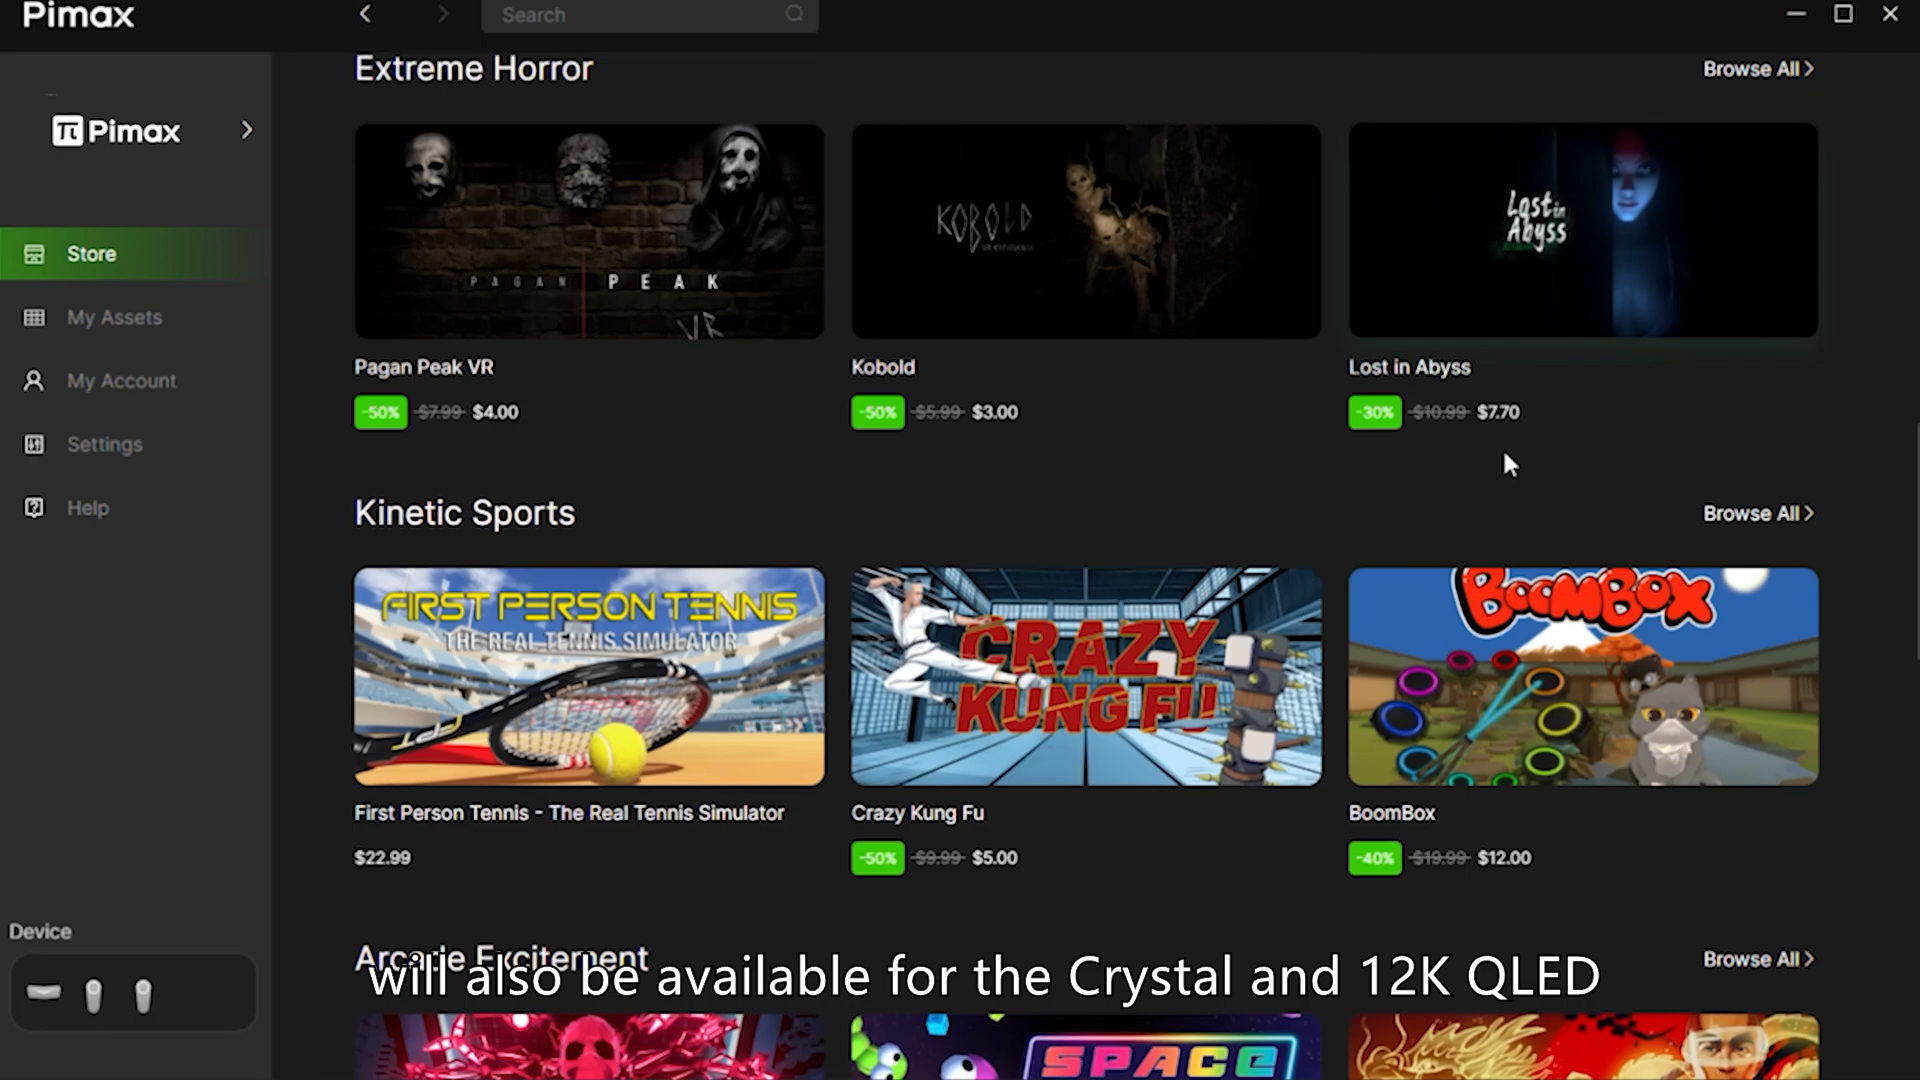 Pimax
Search
Extreme Horror
Browse All
Pimax
Store
My Assets
My Account
Settings
Help
KOBOLD
Lost in
Abyss
PAGAN PEAK
VR
Pagan Peak VR
Kobold
Lost in Abyss
-50% $7.99 $4.00
-50% $5.99 $3.00
-30% $10.99 $7.70
Kinetic Sports
Browse All
FIRST PERSON TENNIS
THE REAL TENNIS SIMULATOR
CRAZY
KUNG FU
BOOMBOX
First Person Tennis - The Real Tennis Simulator
Crazy Kung Fu
BoomBox
$22.99
-50% $9.99 $5.00
-40% $19.99 $12.00
Device
Arcade Excitement
Browse All
will also be available for the Crystal and 12K QLED
SPACE